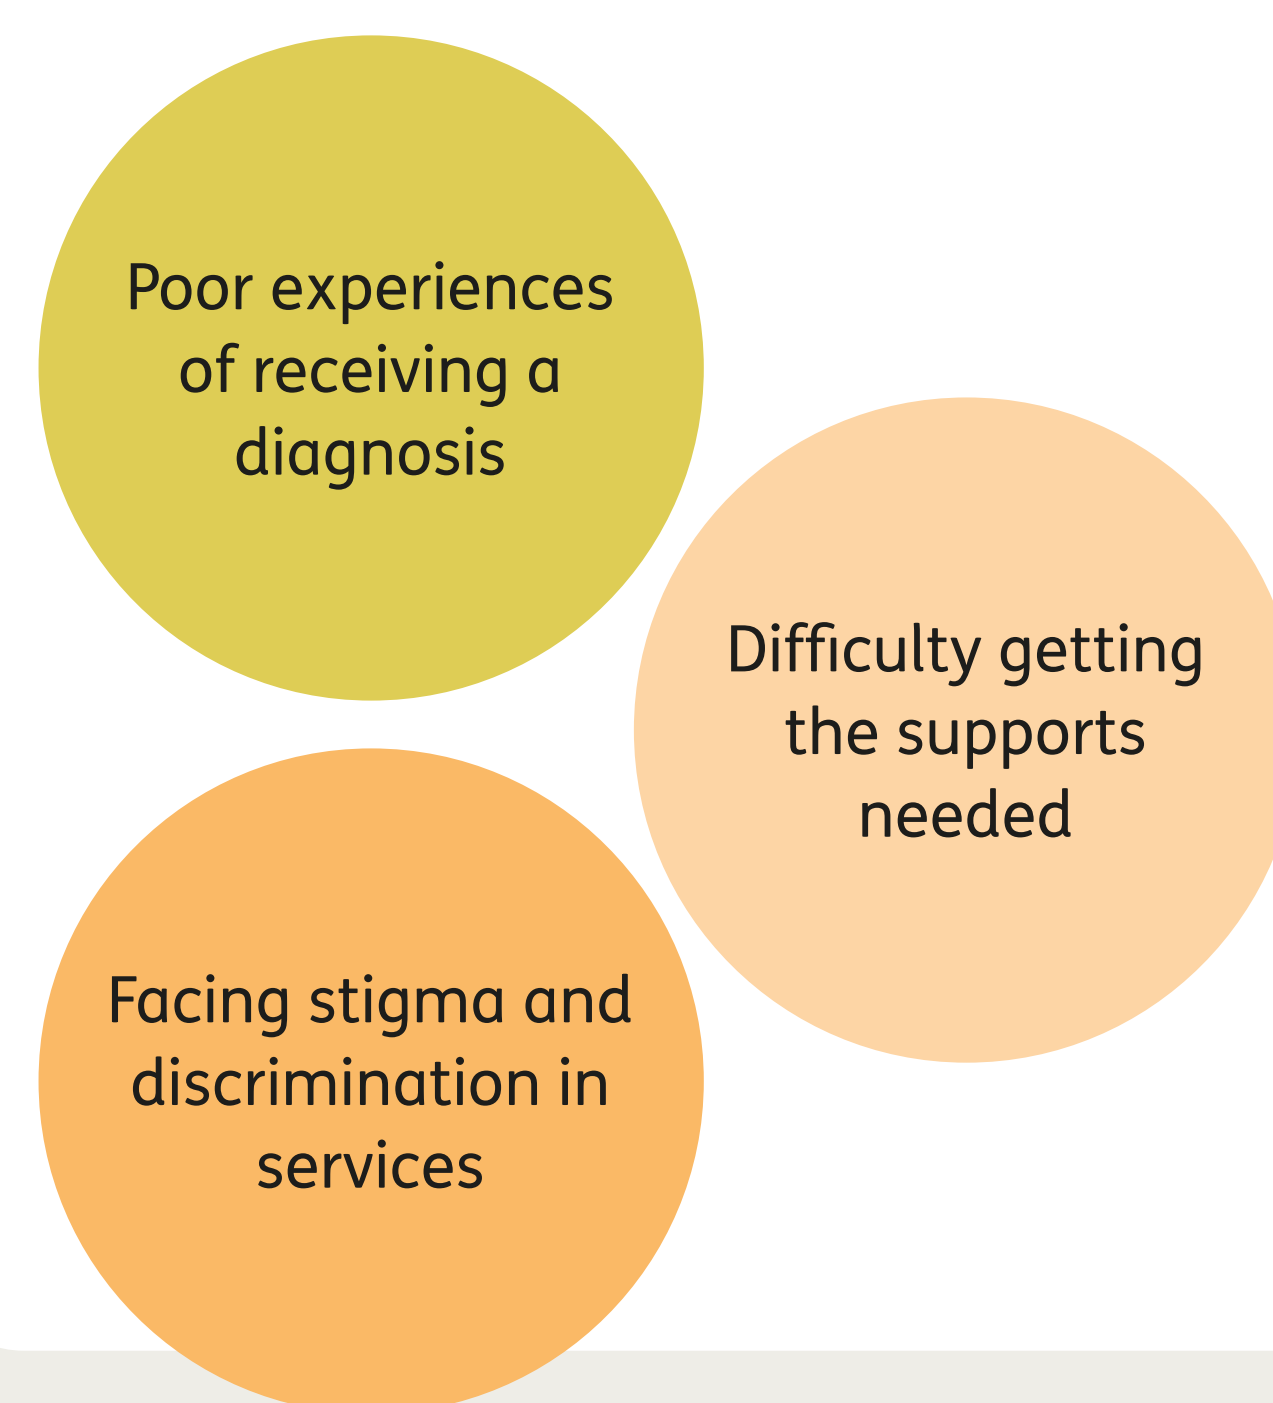 Poor experiences
of receiving a
diagnosis
Difficulty getting
the supports
needed
Facing stigma and
discrimination in
services